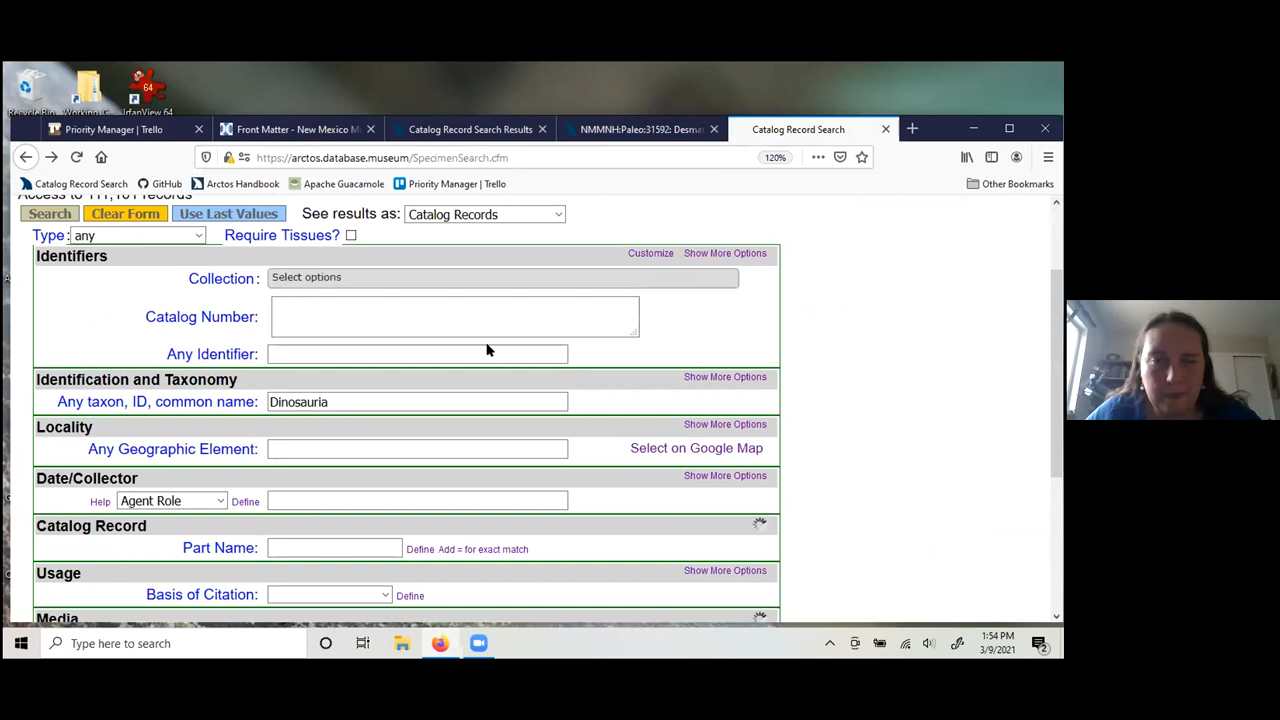 Recycle Bin
IrfanView 64
64
Priority Manager | Trello
Front Matter - New Mexico M
Catalog Record Search Results
NMMNH:Paleo:31592: Desmat
Catalog Record Search
https://arctos.database.museum/SpecimenSearch.cfm
120%
Catalog Record Search
GitHub
Arctos Handbook
Apache Guacamole
Priority Manager | Trello
Other Bookmarks
Search
Clear Form
Use Last Values
See results as:
Catalog Records
Type:
any
Require Tissues?
Identifiers
Customize
Show More Options
Collection:
Select options
Catalog Number:
Any Identifier:
Identification and Taxonomy
Show More Options
Any taxon, ID, common name:
Dinosauria
Locality
Show More Options
Any Geographic Element:
Select on Google Map
Date/Collector
Show More Options
Help
Agent Role
Define
Catalog Record
Part Name:
Define Add = for exact match
Usage
Show More Options
Basis of Citation:
Define
Media
Type here to search
1:54 PM
3/9/2021
2